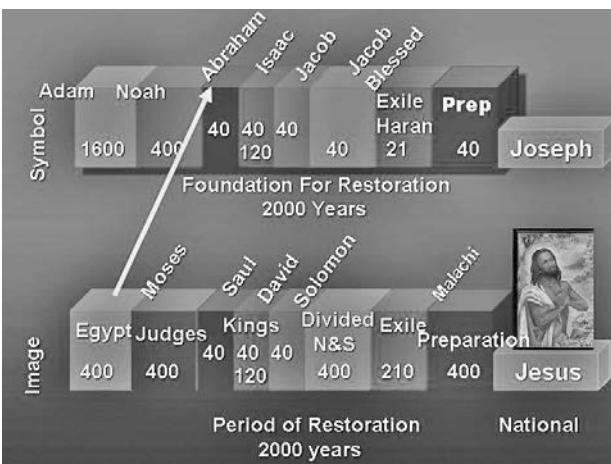 Adam
Noah
Abraham
Isaac
Jacob
Jacob
Blessed
Exile
Haran
Prep
Symbol
1600
400
40
40
120
40
40
21
40
Joseph
Foundation For Restoration
2000 Years
Moses
Saul
David
Solomon
Malachi
Egypt
Judges
Kings
Divided
N&S
Exile
Preparation
Image
400
400
40
40
120
40
400
210
400
Jesus
Period of Restoration
2000 years
National